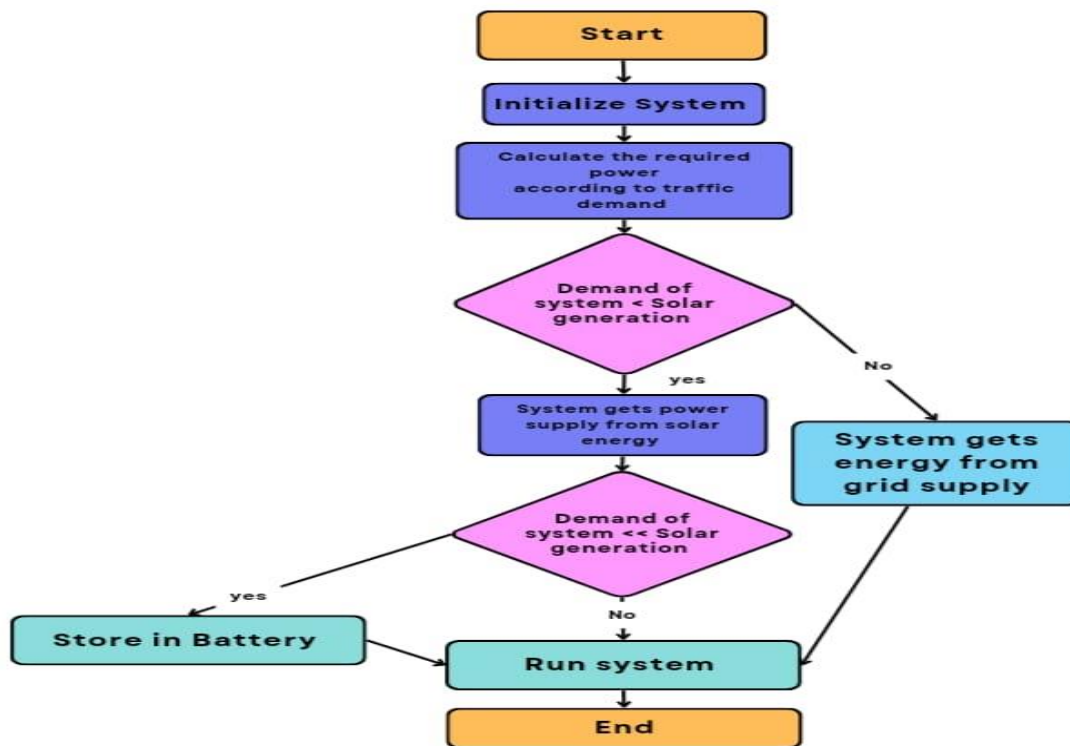 Start
Initialize System
Calculate the required
power
according to traffic
demand
Demand of
system < Solar
generation
No
yes
System gets power
supply from solar
energy
System gets
energy from
grid supply
Demand of
system << Solar
generation
yes
No
Store in Battery
Run system
End